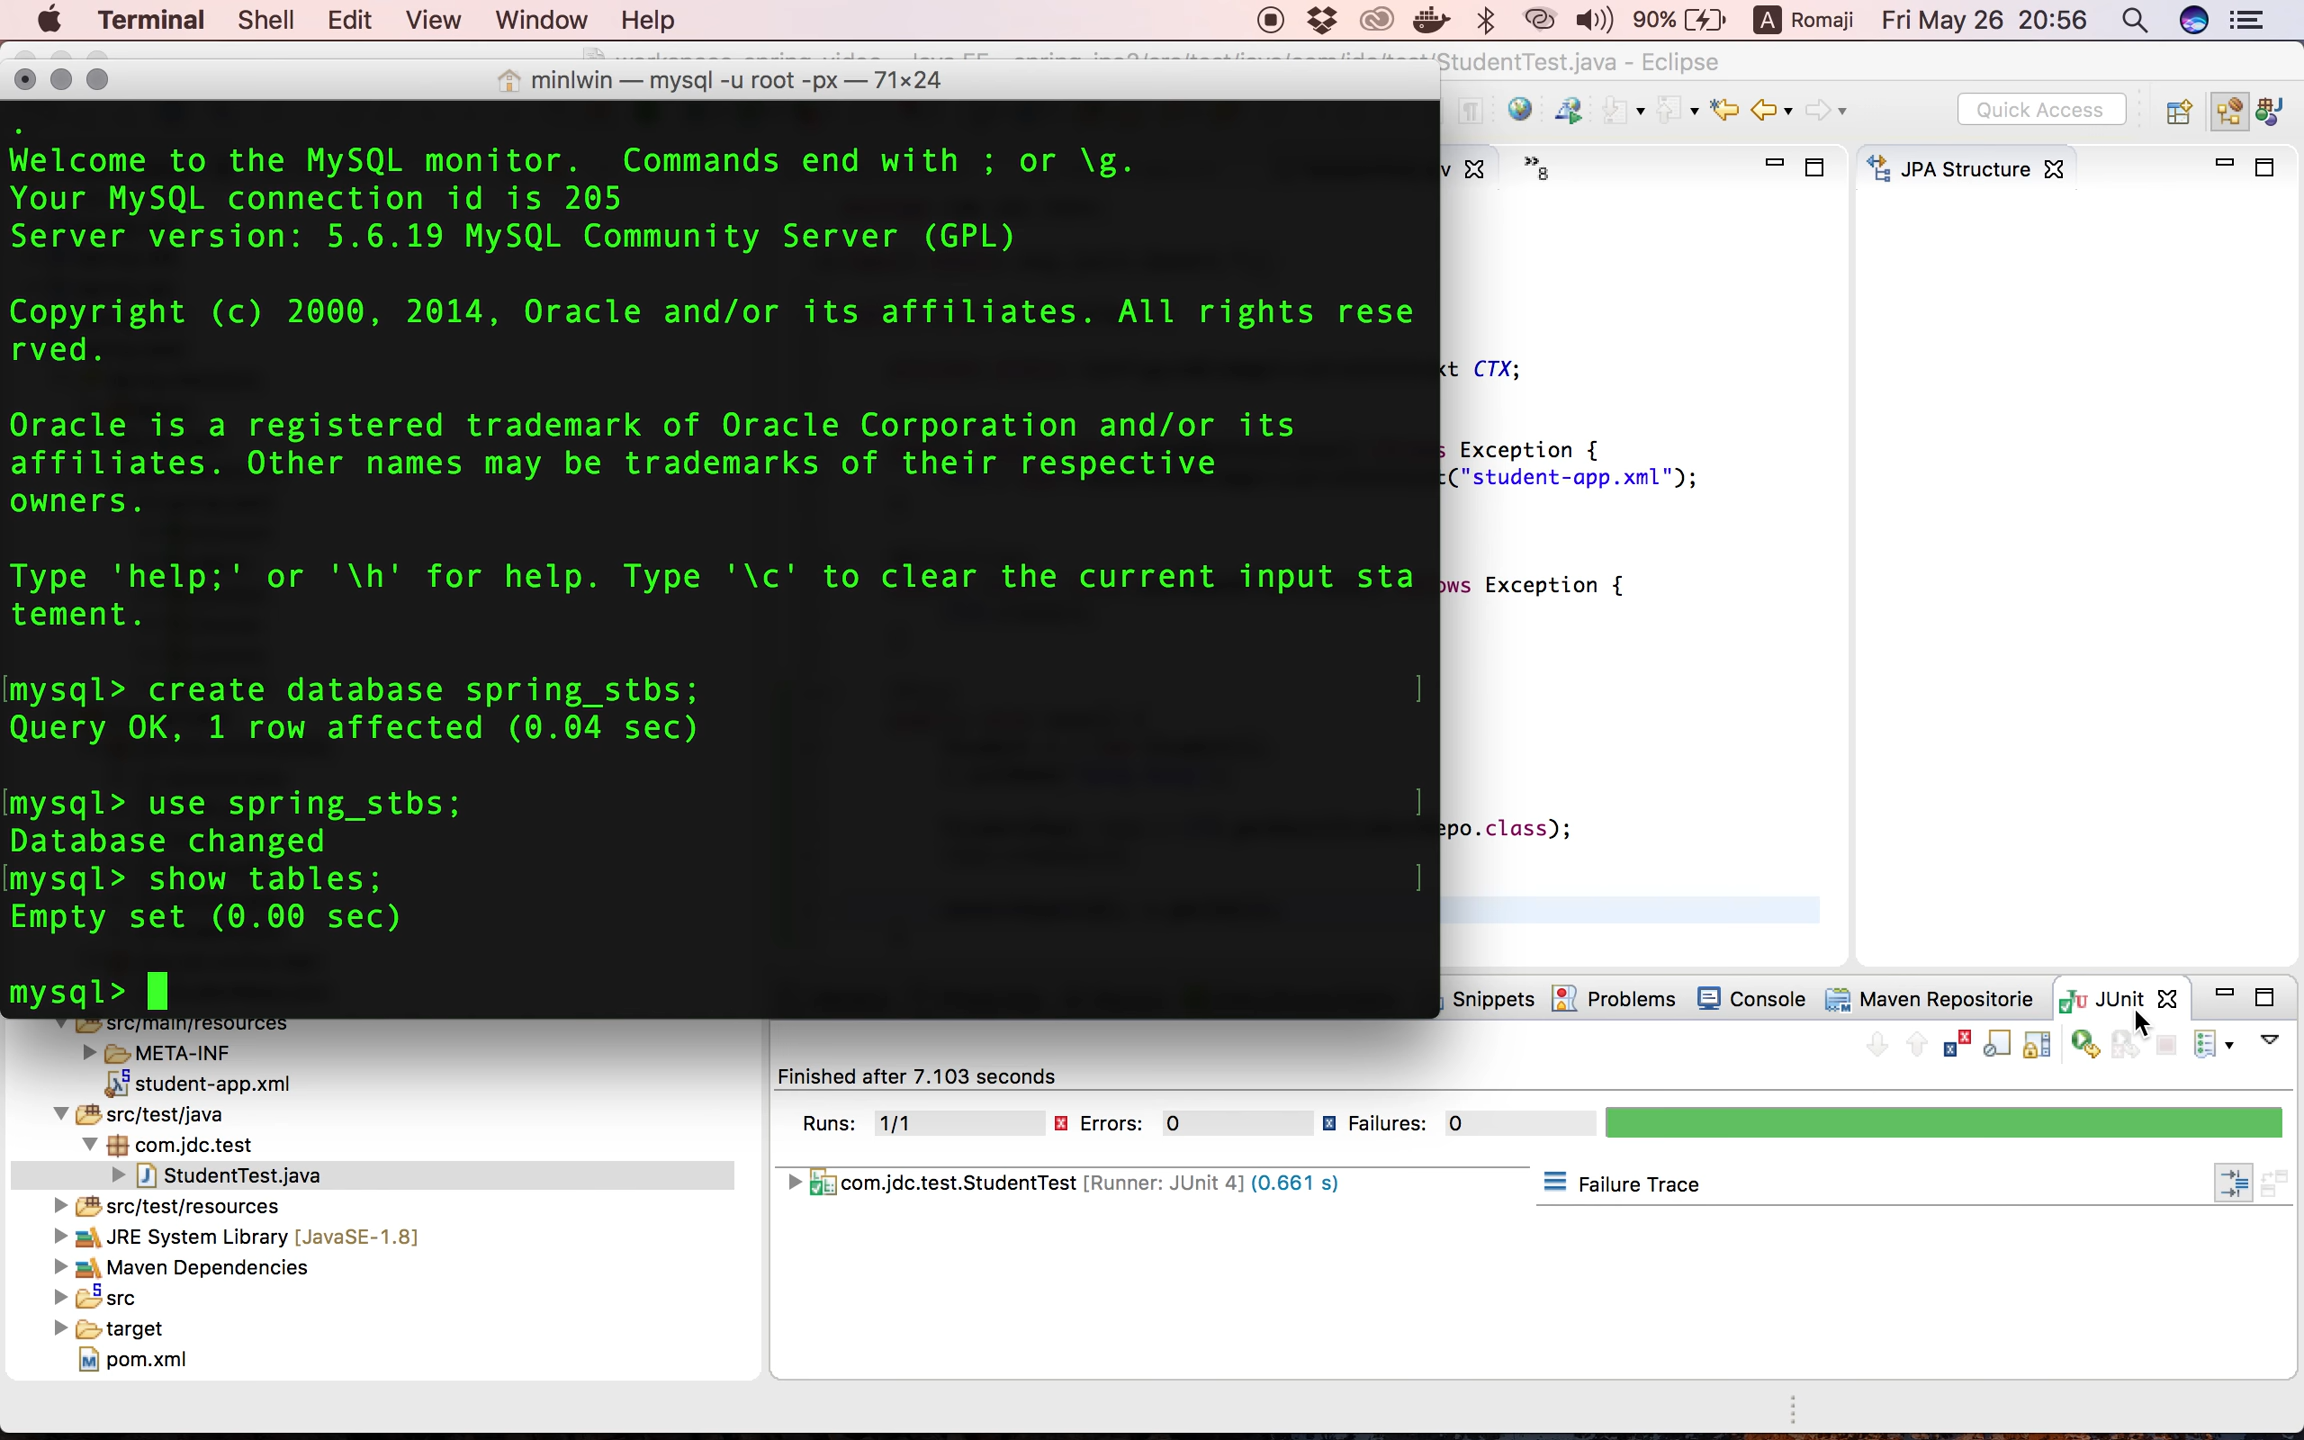 Terminal Shell Edit View Window Help 90% A Romaji Fri May 26 20:56
StudentTest.java - Eclipse
minlwin — mysql -u root -px — 71×24
Quick Access
.
Welcome to the MySQL monitor.  Commands end with ; or \g.
Your MySQL connection id is 205
Server version: 5.6.19 MySQL Community Server (GPL)
Copyright (c) 2000, 2014, Oracle and/or its affiliates. All rights rese
rved.
Oracle is a registered trademark of Oracle Corporation and/or its
affiliates. Other names may be trademarks of their respective
owners.
Type 'help;' or '\h' for help. Type '\c' to clear the current input sta
tement.
[mysql> create database spring_stbs; ]
Query OK, 1 row affected (0.04 sec)
[mysql> use spring_stbs; ]
Database changed
[mysql> show tables; ]
Empty set (0.00 sec)
mysql>
v
»8
JPA Structure
xt CTX;
s Exception {
t("student-app.xml");
ows Exception {
epo.class);
Snippets Problems Console Maven Repositorie JUnit
src/main/resources
META-INF
student-app.xml
src/test/java
com.jdc.test
StudentTest.java
src/test/resources
JRE System Library [JavaSE-1.8]
Maven Dependencies
src
target
pom.xml
Finished after 7.103 seconds
Runs: 1/1 Errors: 0 Failures: 0
com.jdc.test.StudentTest [Runner: JUnit 4] (0.661 s)
Failure Trace